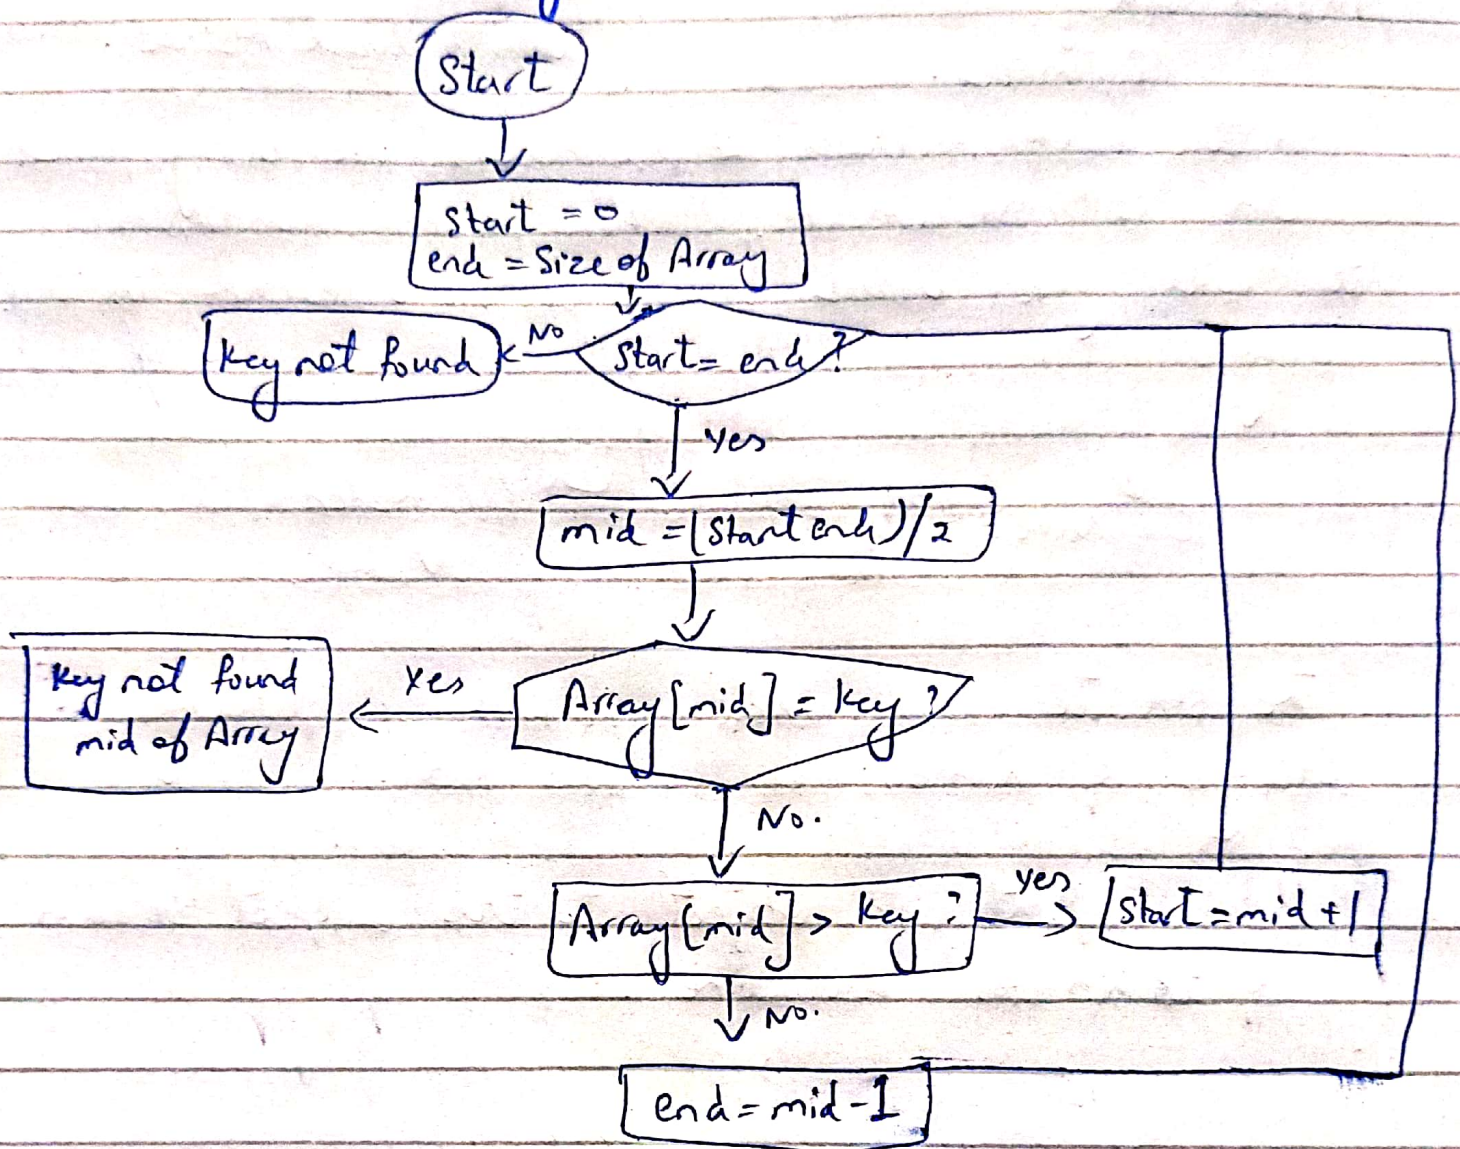 Start
Start = 0
end = Size of Array
Start = end ?
No
Key not found
Yes
mid = (Start end)/2
Array [mid] = Key ?
Yes
Key not found
mid of Array
No.
Array [mid] > Key ?
Yes
Start = mid + 1
No.
end = mid - 1